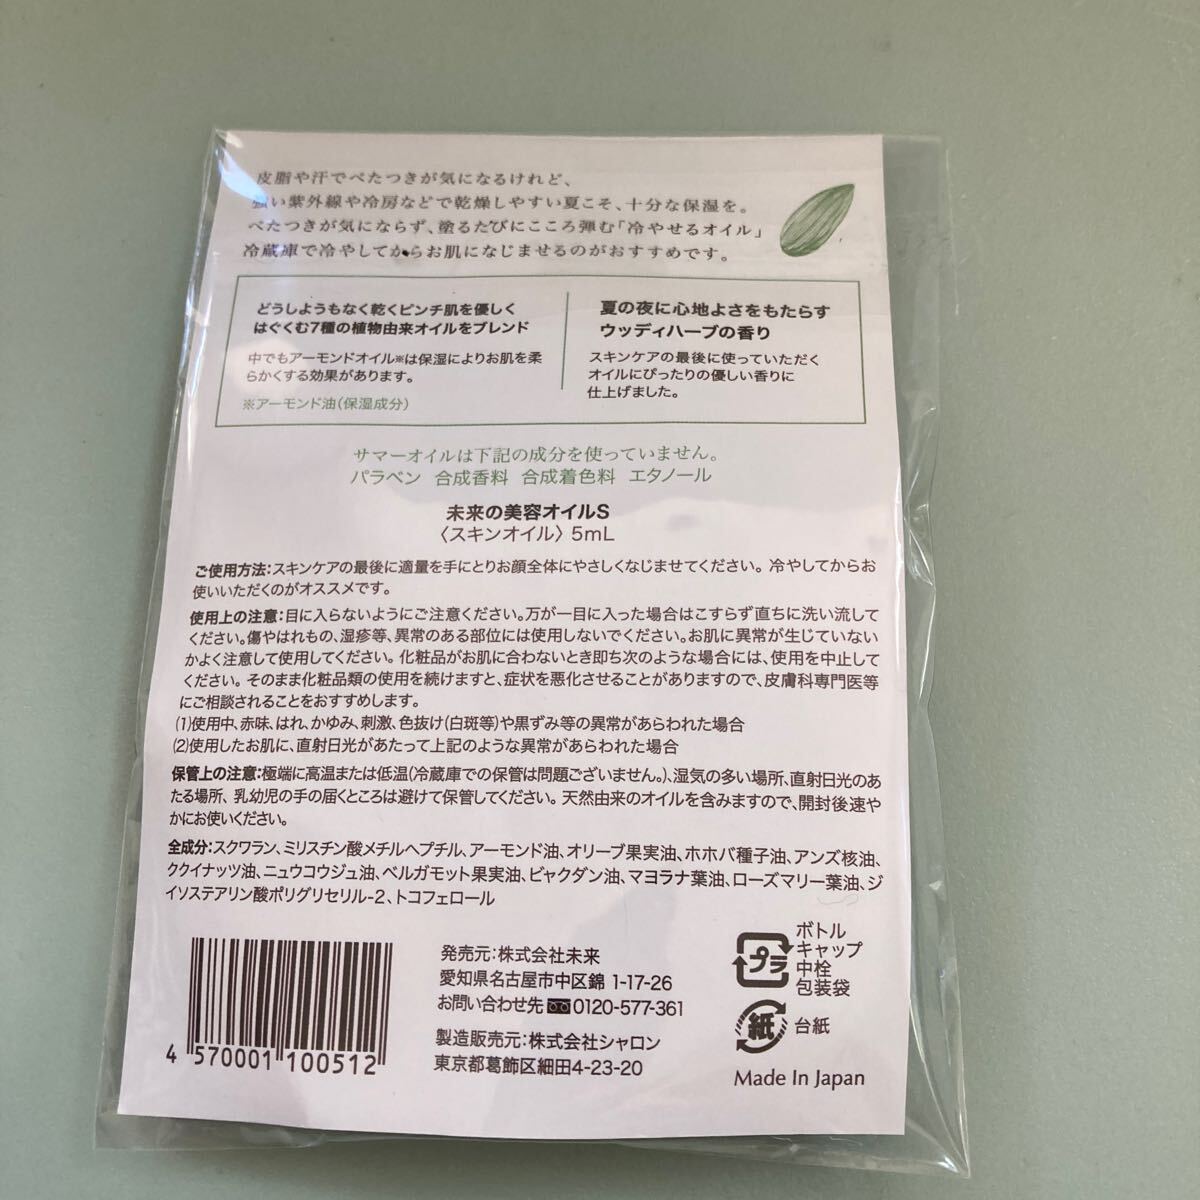 皮脂や汗でべたつきが気になるけれど、
強い紫外線や冷房などで乾燥しやすい夏こそ、十分な保湿を。
べたつきが気にならず、塗るたびにこころ弾む「冷やせるオイル」
冷蔵庫で冷やしてからお肌になじませるのがおすすめです。
どうしようもなく乾くピンチ肌を優しく
はぐくむ7種の植物由来オイルをブレンド
中でもアーモンドオイル※は保湿によりお肌を柔
らかくする効果があります。
※アーモンド油(保湿成分)
夏の夜に心地よさをもたらす
ウッディハーブの香り
スキンケアの最後に使っていただく
オイルにぴったりの優しい香りに
仕上げました。
サマーオイルは下記の成分を使っていません。
パラベン 合成香料 合成着色料 エタノール
未来の美容オイルS
〈スキンオイル〉5mL
ご使用方法:スキンケアの最後に適量を手にとりお顔全体にやさしくなじませてください。冷やしてからお
使いいただくのがオススメです。
使用上の注意:目に入らないようにご注意ください。万が一目に入った場合はこすらず直ちに洗い流して
ください。傷やはれもの、湿疹等、異常のある部位には使用しないでください。お肌に異常が生じていない
かよく注意して使用してください。化粧品がお肌に合わないとき即ち次のような場合には、使用を中止して
ください。そのまま化粧品類の使用を続けますと、症状を悪化させることがありますので、皮膚科専門医等
にご相談されることをおすすめします。
(1)使用中、赤味、はれ、かゆみ、刺激、色抜け(白斑等)や黒ずみ等の異常があらわれた場合
(2)使用したお肌に、直射日光があたって上記のような異常があらわれた場合
保管上の注意:極端に高温または低温(冷蔵庫での保管は問題ございません。)、湿気の多い場所、直射日光のあ
たる場所、乳幼児の手の届くところは避けて保管してください。天然由来のオイルを含みますので、開封後速や
かにお使いください。
全成分:スクワラン、ミリスチン酸メチルヘプチル、アーモンド油、オリーブ果実油、ホホバ種子油、アンズ核油、
ククイナッツ油、ニュウコウジュ油、ベルガモット果実油、ビャクダン油、マヨラナ葉油、ローズマリー葉油、ジ
イソステアリン酸ポリグリセリル-2、トコフェロール
4 570001 100512
発売元:株式会社未来
愛知県名古屋市中区錦 1-17-26
お問い合わせ先 0120-577-361
製造販売元:株式会社シャロン
東京都葛飾区細田4-23-20
プラ
ボトル
キャップ
中栓
包装袋
紙
台紙
Made In Japan